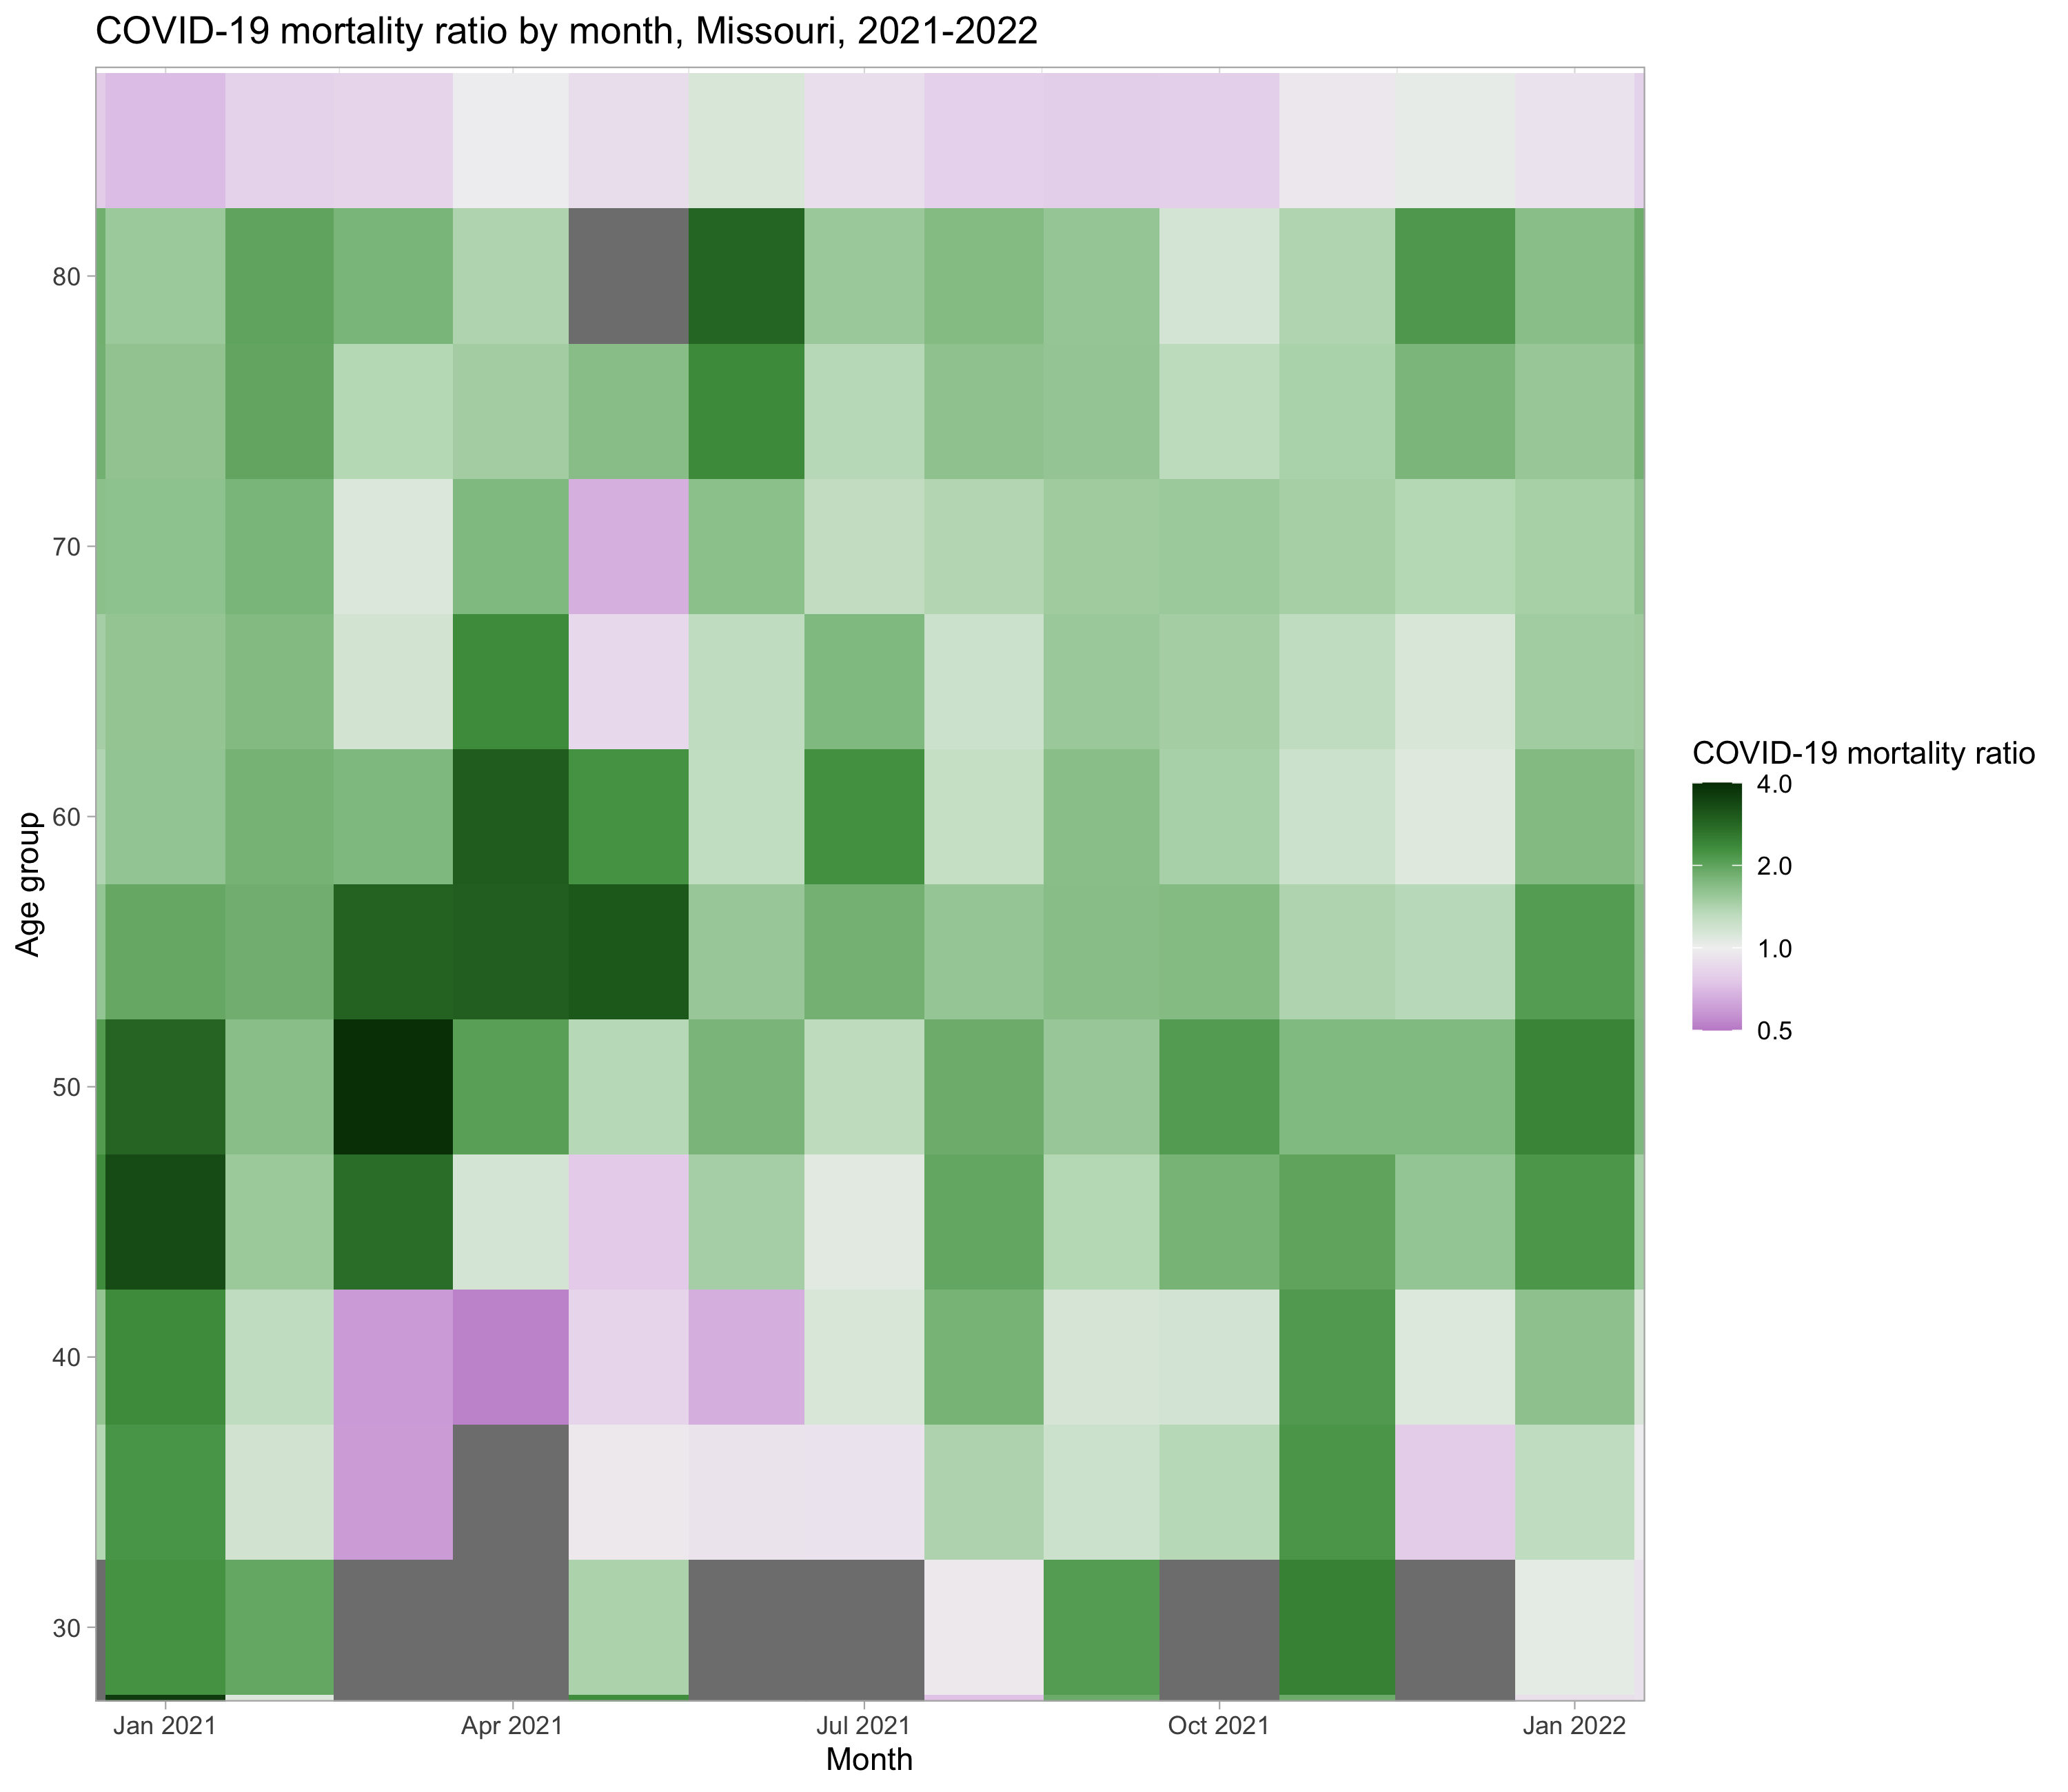 COVID-19 mortality ratio by month, Missouri, 2021-2022
80
70
60
50
40
30
Age group
Jan 2021
Apr 2021
Jul 2021
Oct 2021
Jan 2022
Month
COVID-19 mortality ratio
4.0
2.0
1.0
0.5